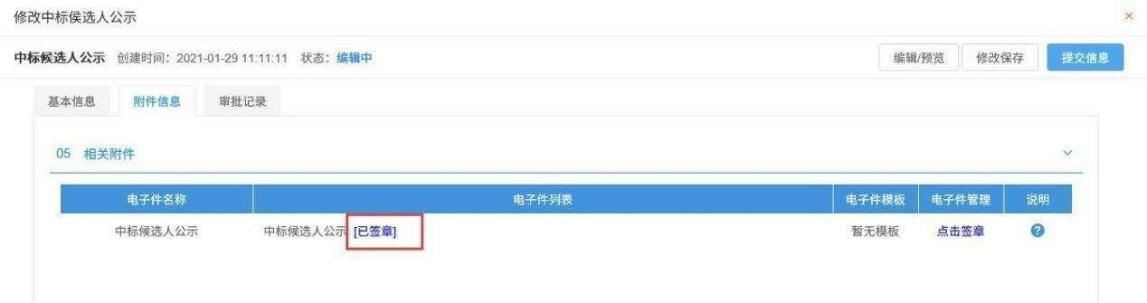 修改中标侯选人公示 ×
中标候选人公示 创建时间：2021-01-29 11:11:11 状态：编辑中 编辑/预览 修改保存 提交信息
基本信息 附件信息 审批记录
05 相关附件
电子件名称 电子件列表 电子件模板 电子件管理 说明
中标候选人公示 中标候选人公示 [已签章] 暂无模板 点击签章 ?